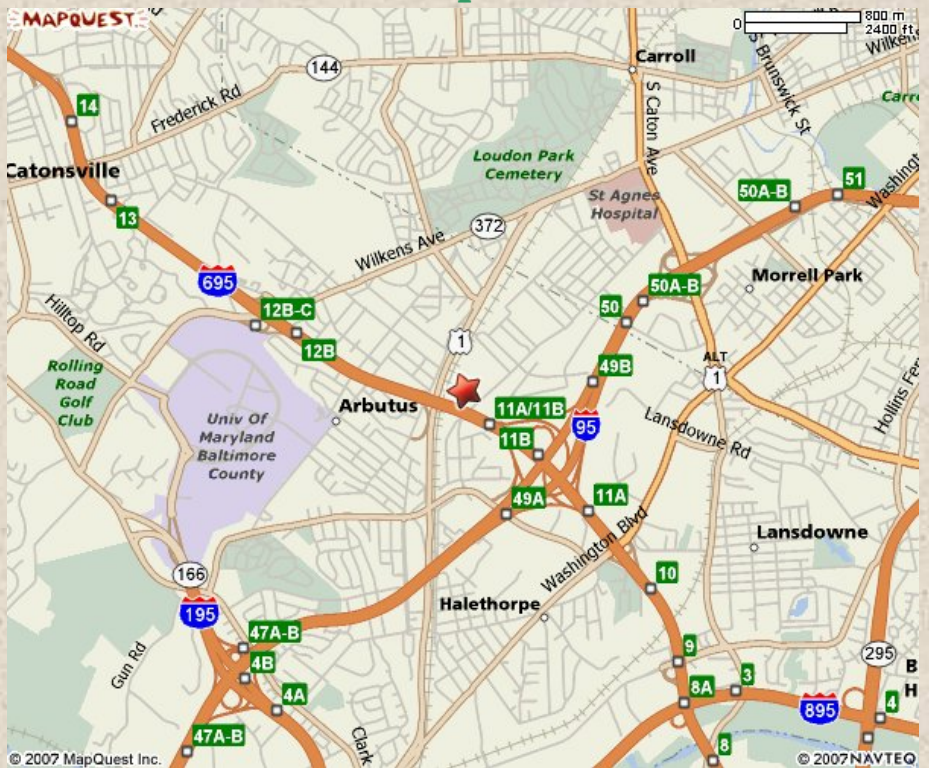 MAPQUEST
0
800 m
2400 ft
Carroll
144
Frederick Rd
14
S Caton Ave
S Brunswick St
Wilkens
Carr
Catonsville
Loudon Park
Cemetery
St Agnes
Hospital
50A-B
51
Washingt
13
372
Wilkens Ave
695
50A-B
Morrell Park
Hilltop Rd
12B-C
50
12B
1
ALT
1
49B
Rolling
Road
Golf
Club
Univ Of
Maryland
Baltimore
County
Arbutus
11A/11B
95
11B
Lansdowne Rd
Hollins Fer
49A
11A
Washington Blvd
Lansdowne
166
10
195
Halethorpe
47A-B
Gun Rd
4B
9
295
B
H
4A
8A
3
895
4
47A-B
Clark
8
© 2007 MapQuest Inc.
© 2007 NAVTEQ